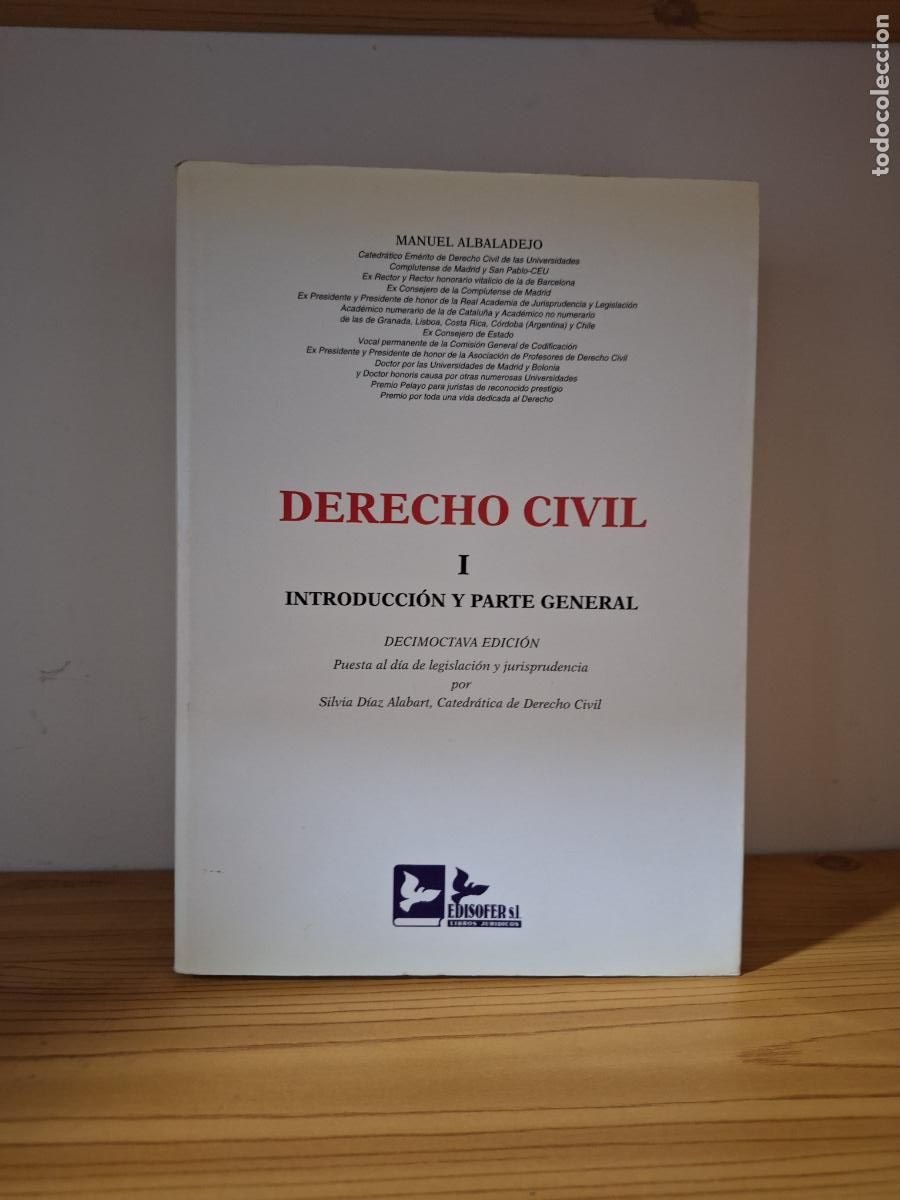 MANUEL ALBALADEJO
Catedrático Emérito de Derecho Civil de las Universidades
Complutense de Madrid y San Pablo-CEU
Ex Rector y Rector honorario vitalicio de la de Barcelona
Ex Consejero de la Complutense de Madrid
Ex Presidente y Presidente de honor de la Real Academia de Jurisprudencia y Legislación
Académico numerario de la de Cataluña y Académico no numerario
de las de Granada, Lisboa, Costa Rica, Córdoba (Argentina) y Chile
Ex Consejero de Estado
Vocal permanente de la Comisión General de Codificación
Ex Presidente y Presidente de honor de la Asociación de Profesores de Derecho Civil
Doctor por las Universidades de Madrid y Bolonia
y Doctor honoris causa por otras numerosas Universidades
Premio Pelayo para juristas de reconocido prestigio
Premio por toda una vida dedicada al Derecho
DERECHO CIVIL
I
INTRODUCCIÓN Y PARTE GENERAL
DECIMOCTAVA EDICIÓN
Puesta al día de legislación y jurisprudencia
por
Silvia Díaz Alabart, Catedrática de Derecho Civil
EDISOFER s.l.
LIBROS JURIDICOS
todocoleccion